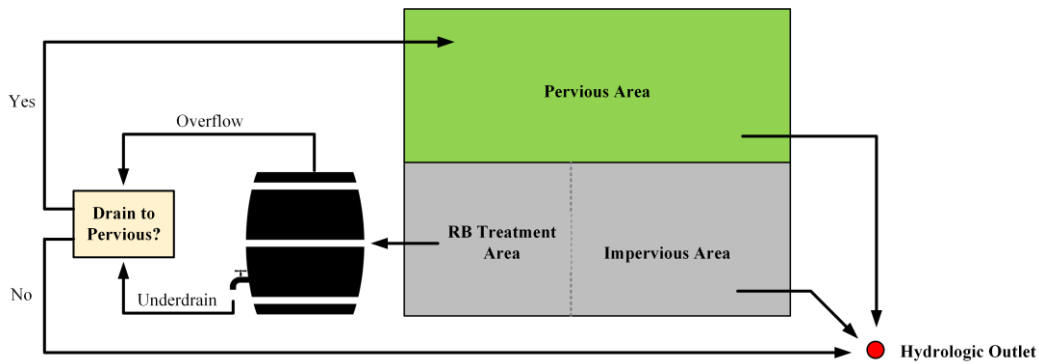 Pervious Area
Yes
Overflow
Drain to
Pervious?
RB Treatment
Area
Impervious Area
No
Underdrain
Hydrologic Outlet